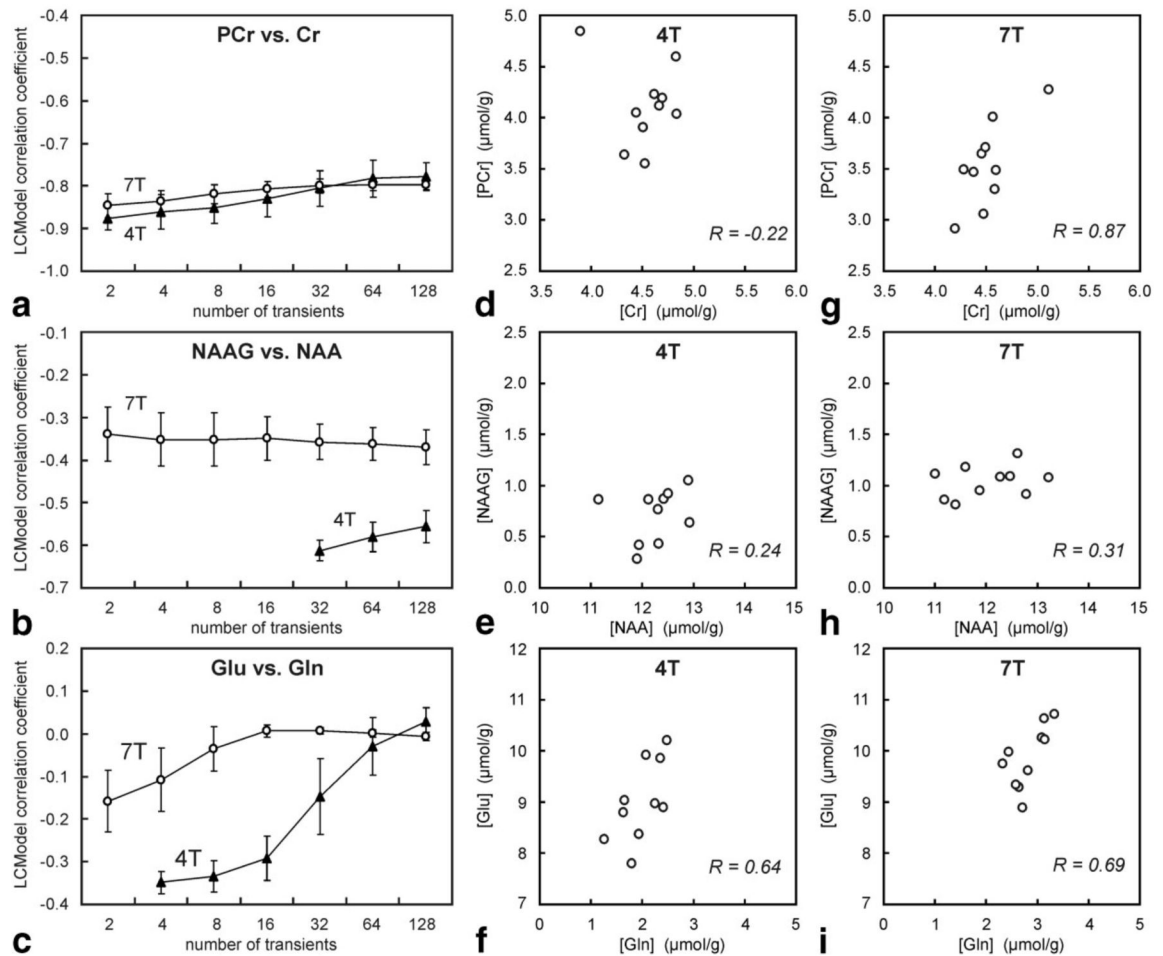 PCr vs. Cr
LCModel correlation coefficient
-0.4
-0.5
-0.6
-0.7
-0.8
-0.9
-1.0
7T
4T
2 4 8 16 32 64 128
number of transients
a
4T
[PCr] (µmol/g)
5.0
4.5
4.0
3.5
3.0
2.5
R = -0.22
3.5 4.0 4.5 5.0 5.5 6.0
[Cr] (µmol/g)
d
7T
[PCr] (µmol/g)
5.0
4.5
4.0
3.5
3.0
2.5
R = 0.87
3.5 4.0 4.5 5.0 5.5 6.0
[Cr] (µmol/g)
g
NAAG vs. NAA
LCModel correlation coefficient
-0.1
-0.2
-0.3
-0.4
-0.5
-0.6
-0.7
7T
4T
2 4 8 16 32 64 128
number of transients
b
4T
[NAAG] (µmol/g)
2.5
2.0
1.5
1.0
0.5
0.0
R = 0.24
10 11 12 13 14 15
[NAA] (µmol/g)
e
7T
[NAAG] (µmol/g)
2.5
2.0
1.5
1.0
0.5
0.0
R = 0.31
10 11 12 13 14 15
[NAA] (µmol/g)
h
Glu vs. Gln
LCModel correlation coefficient
0.2
0.1
0.0
-0.1
-0.2
-0.3
-0.4
7T
4T
2 4 8 16 32 64 128
number of transients
c
4T
[Glu] (µmol/g)
12
11
10
9
8
7
R = 0.64
0 1 2 3 4 5
[Gln] (µmol/g)
f
7T
[Glu] (µmol/g)
12
11
10
9
8
7
R = 0.69
0 1 2 3 4 5
[Gln] (µmol/g)
i